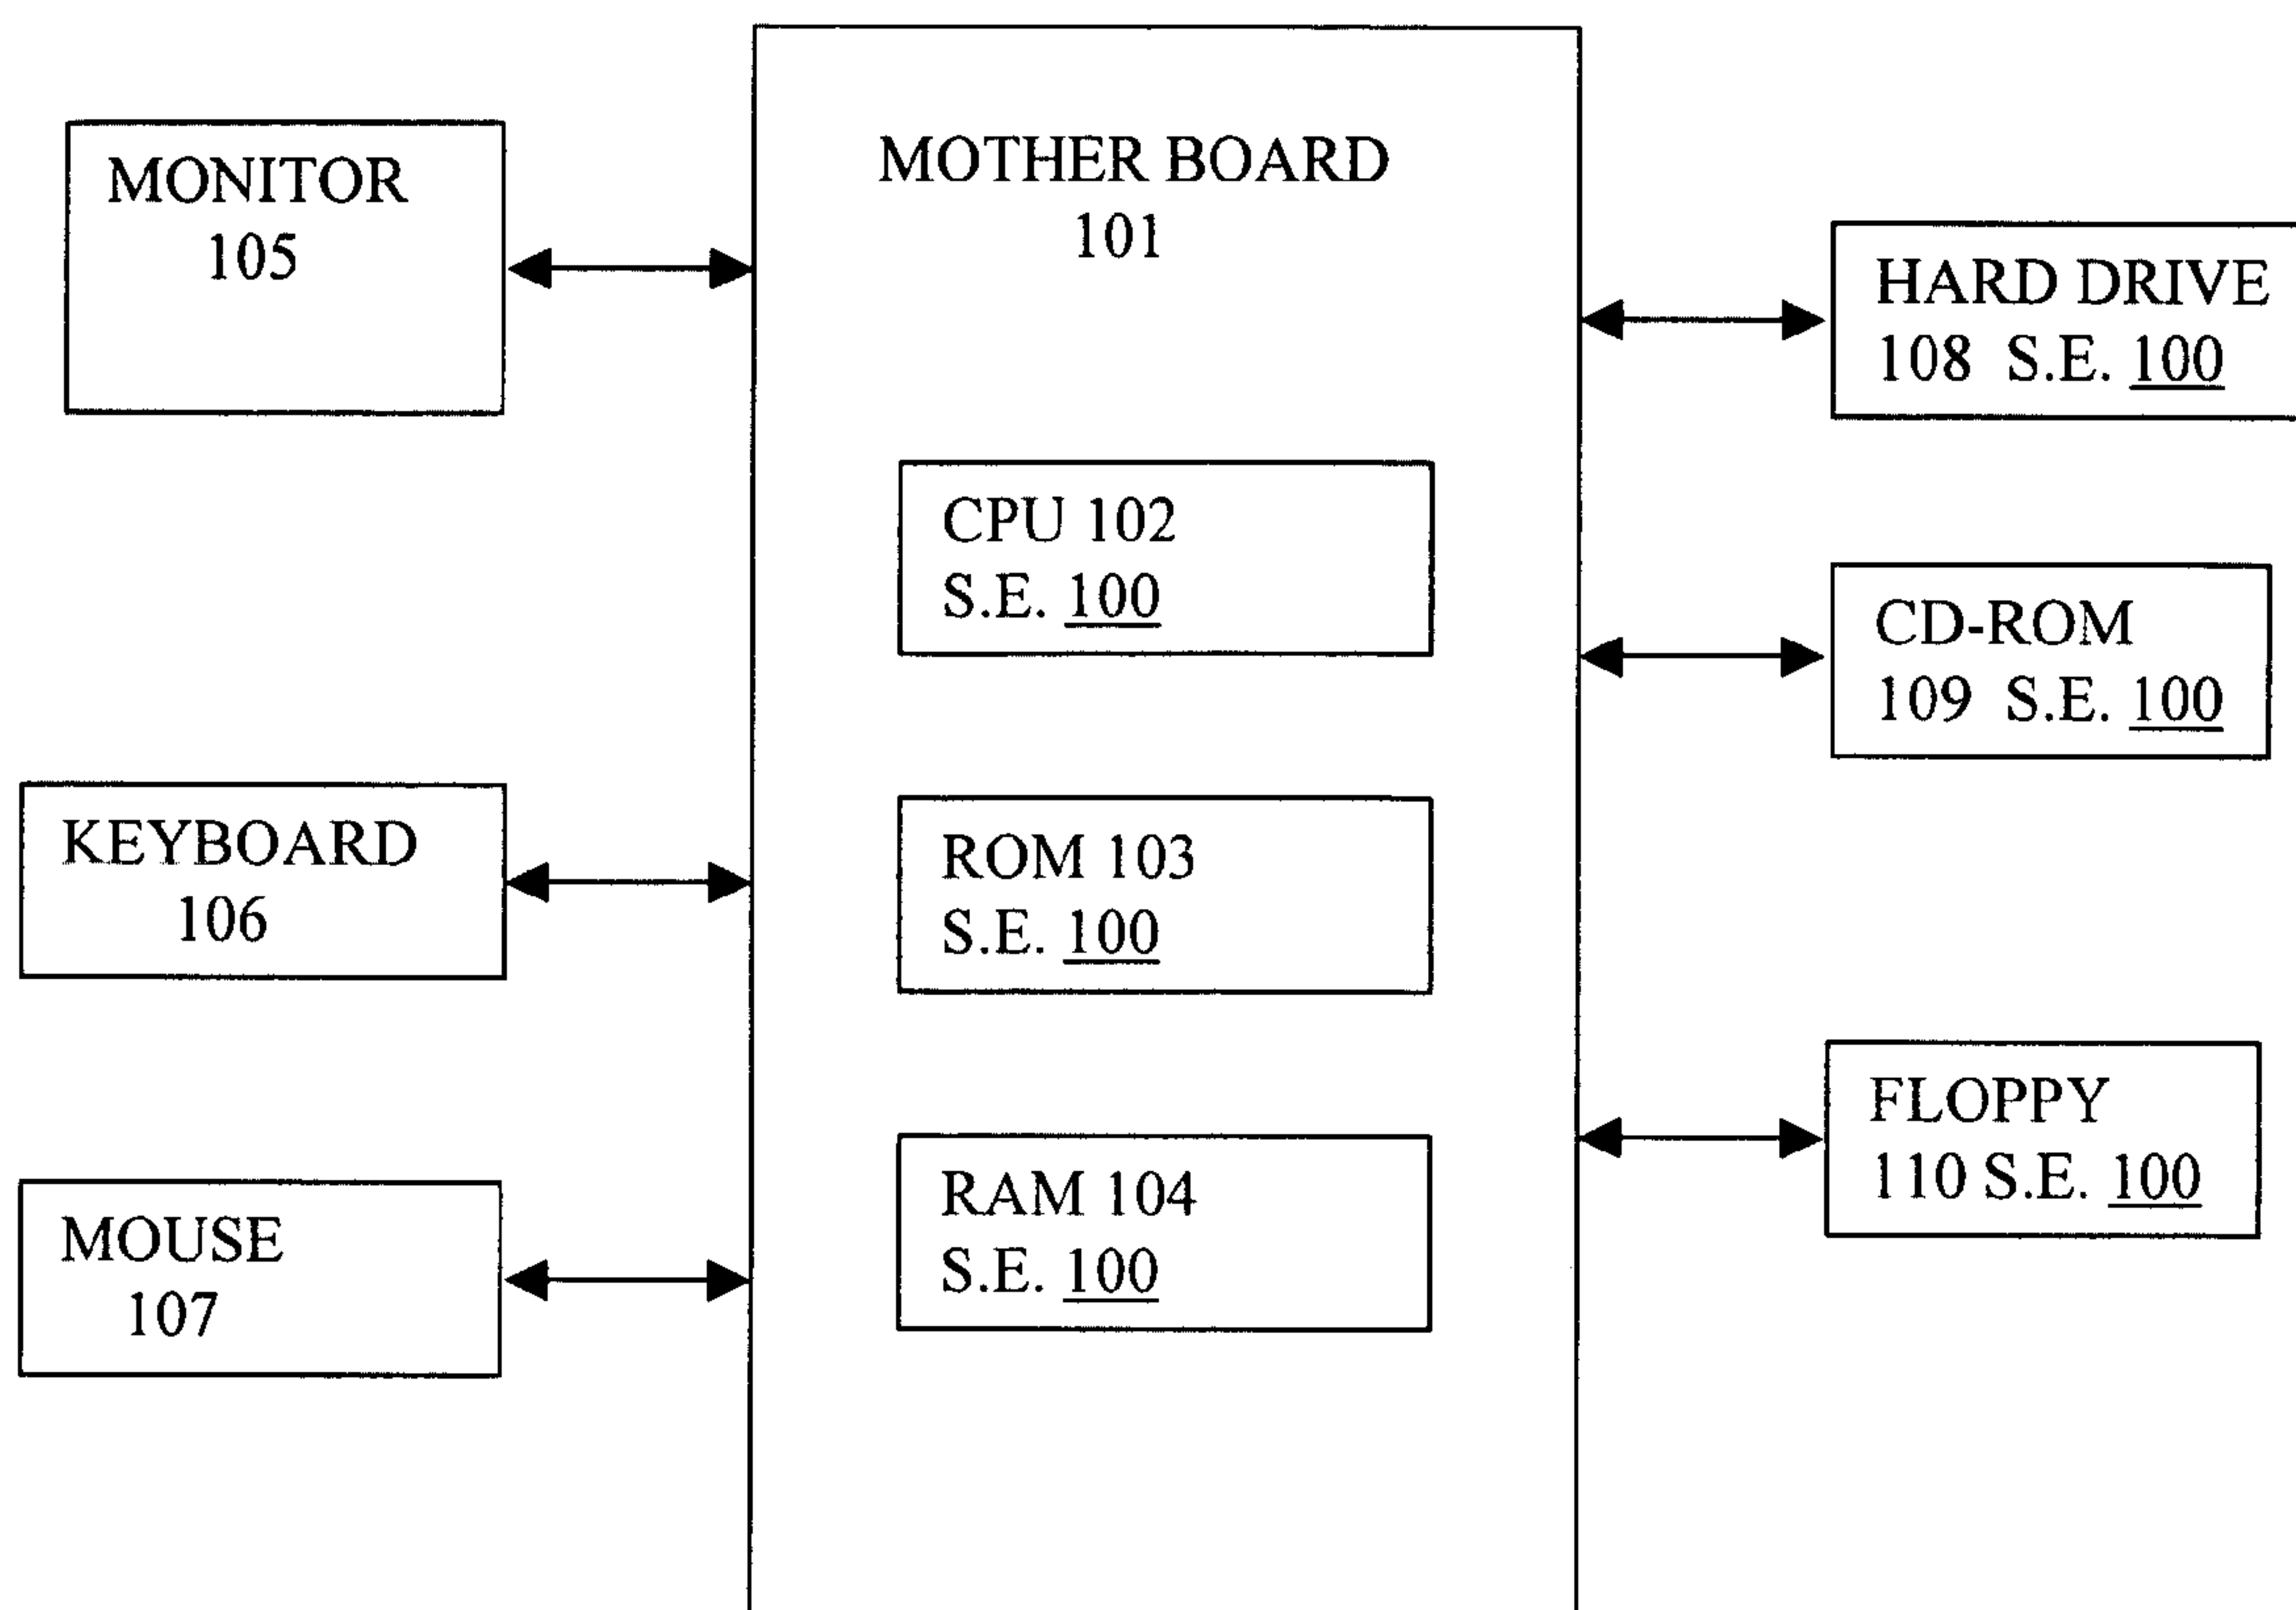 MONITOR
105
MOTHER BOARD
101
HARD DRIVE
108 S.E. 100
CPU 102
S.E. 100
CD-ROM
109 S.E. 100
KEYBOARD
106
ROM 103
S.E. 100
FLOPPY
110 S.E. 100
MOUSE
107
RAM 104
S.E. 100